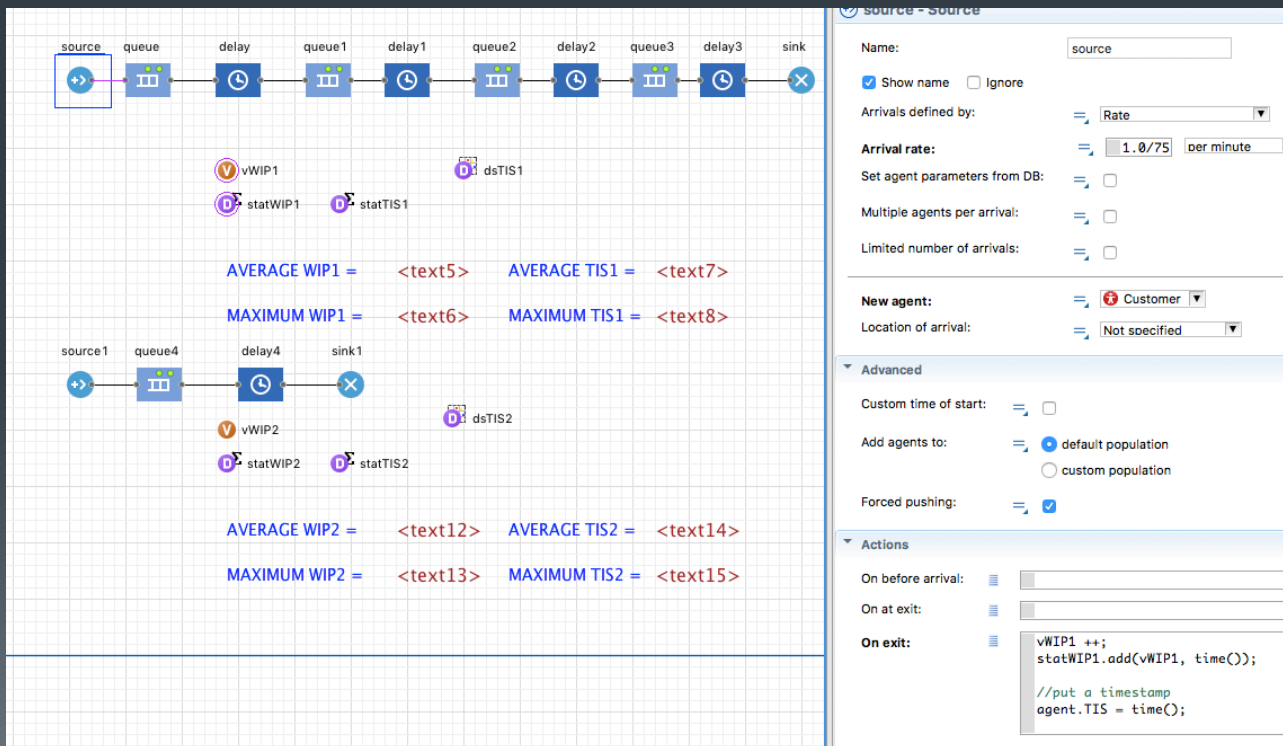 source - Source
source queue delay queue1 delay1 queue2 delay2 queue3 delay3 sink
vWIP1
dsTIS1
statWIP1 statTIS1
AVERAGE WIP1 = <text5> AVERAGE TIS1 = <text7>
MAXIMUM WIP1 = <text6> MAXIMUM TIS1 = <text8>
source1 queue4 delay4 sink1
dsTIS2
vWIP2
statWIP2 statTIS2
AVERAGE WIP2 = <text12> AVERAGE TIS2 = <text14>
MAXIMUM WIP2 = <text13> MAXIMUM TIS2 = <text15>
Name: source
Show name Ignore
Arrivals defined by: Rate
Arrival rate: 1.0/75 per minute
Set agent parameters from DB:
Multiple agents per arrival:
Limited number of arrivals:
New agent: Customer
Location of arrival: Not specified
Advanced
Custom time of start:
Add agents to: default population
custom population
Forced pushing:
Actions
On before arrival:
On at exit:
On exit: vWIP1 ++;
statWIP1.add(vWIP1, time());
//put a timestamp
agent.TIS = time();